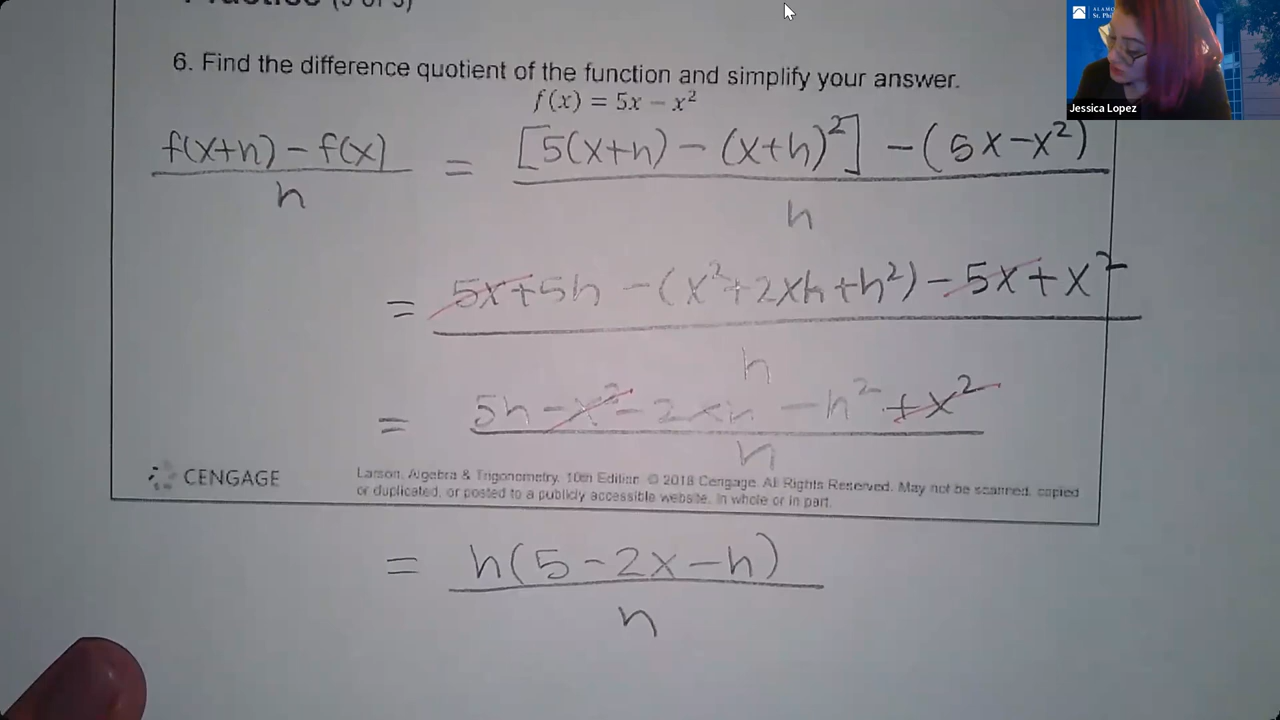 6. Find the difference quotient of the function and simplify your answer.
f(x) = 5x − x²
f(x+h) − f(x) / h = [5(x+h) − (x+h)²] − (5x−x²) / h
= 5x+5h − (x²+2xh+h²) − 5x + x² / h
= 5h − x² − 2xh − h² + x² / h
CENGAGE
Larson, Algebra & Trigonometry, 10th Edition. © 2018 Cengage. All Rights Reserved. May not be scanned, copied
or duplicated, or posted to a publicly accessible website, in whole or in part.
= h(5−2x−h) / h
Jessica Lopez